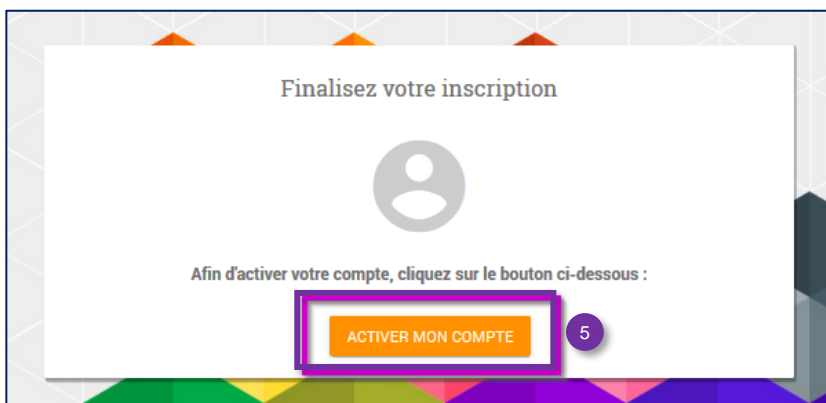 Finalisez votre inscription
Afin d'activer votre compte, cliquez sur le bouton ci-dessous :
ACTIVER MON COMPTE
5